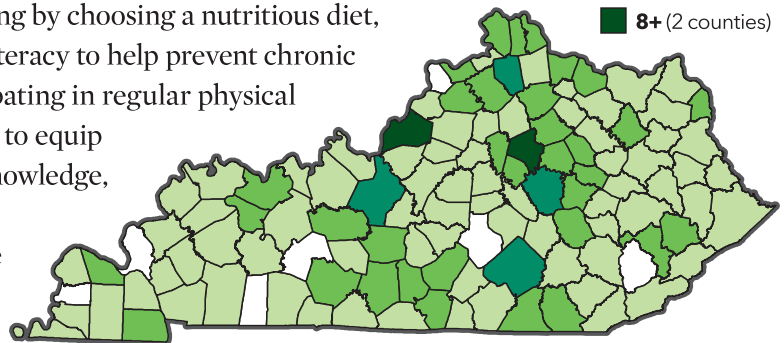 ng by choosing a nutritious diet,
teracy to help prevent chronic
pating in regular physical
to equip
nowledge,
e
8+ (2 counties)